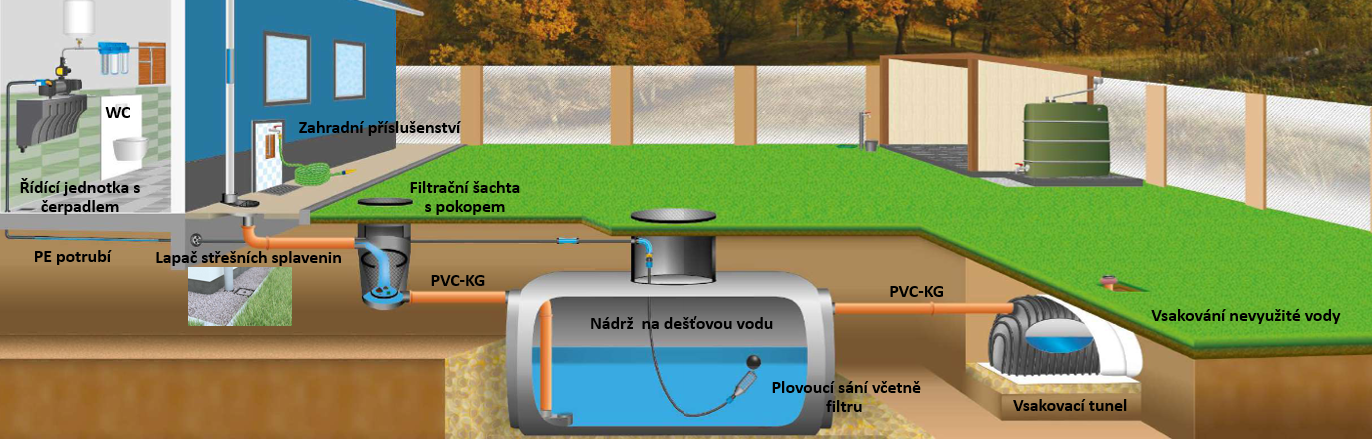 WC
Zahradní příslušenství
Řídící jednotka s
čerpadlem
Filtrační šachta
s pokopem
PE potrubí
Lapač střešních splavenin
PVC-KG
PVC-KG
Nádrž na dešťovou vodu
Vsakování nevyužité vody
Plovoucí sání včetně
filtru
Vsakovací tunel